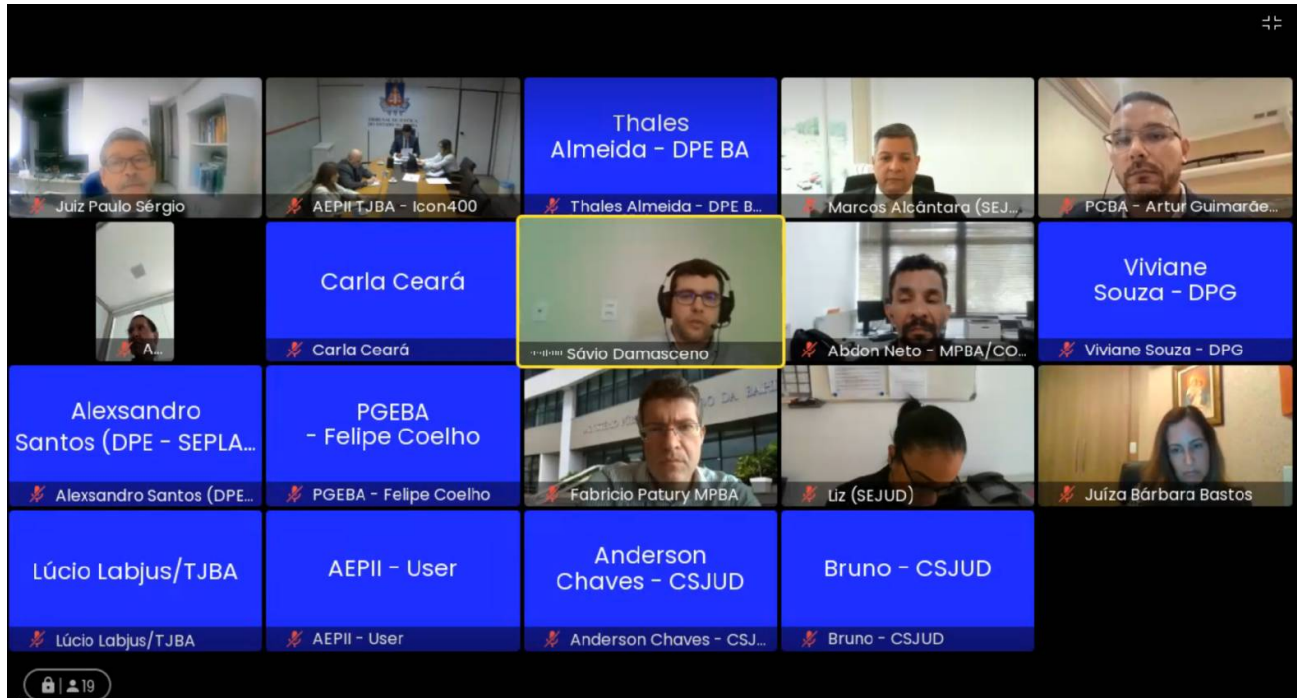 Juiz Paulo Sérgio
AEPII TJBA - Icon400
Thales
Almeida - DPE BA
Thales Almeida - DPE B...
Marcos Alcântara (SEJ...
PCBA - Artur Guimarãe...
A...
Carla Ceará
Carla Ceará
Sávio Damasceno
Abdon Neto - MPBA/CO...
Viviane
Souza - DPG
Viviane Souza - DPG
Alexsandro
Santos (DPE - SEPLA...
Alexsandro Santos (DPE...
PGEBA
- Felipe Coelho
PGEBA - Felipe Coelho
Fabricio Patury MPBA
Liz (SEJUD)
Juíza Bárbara Bastos
Lúcio Labjus/TJBA
Lúcio Labjus/TJBA
AEPII - User
AEPII - User
Anderson
Chaves - CSJUD
Anderson Chaves - CSJ...
Bruno - CSJUD
Bruno - CSJUD
19